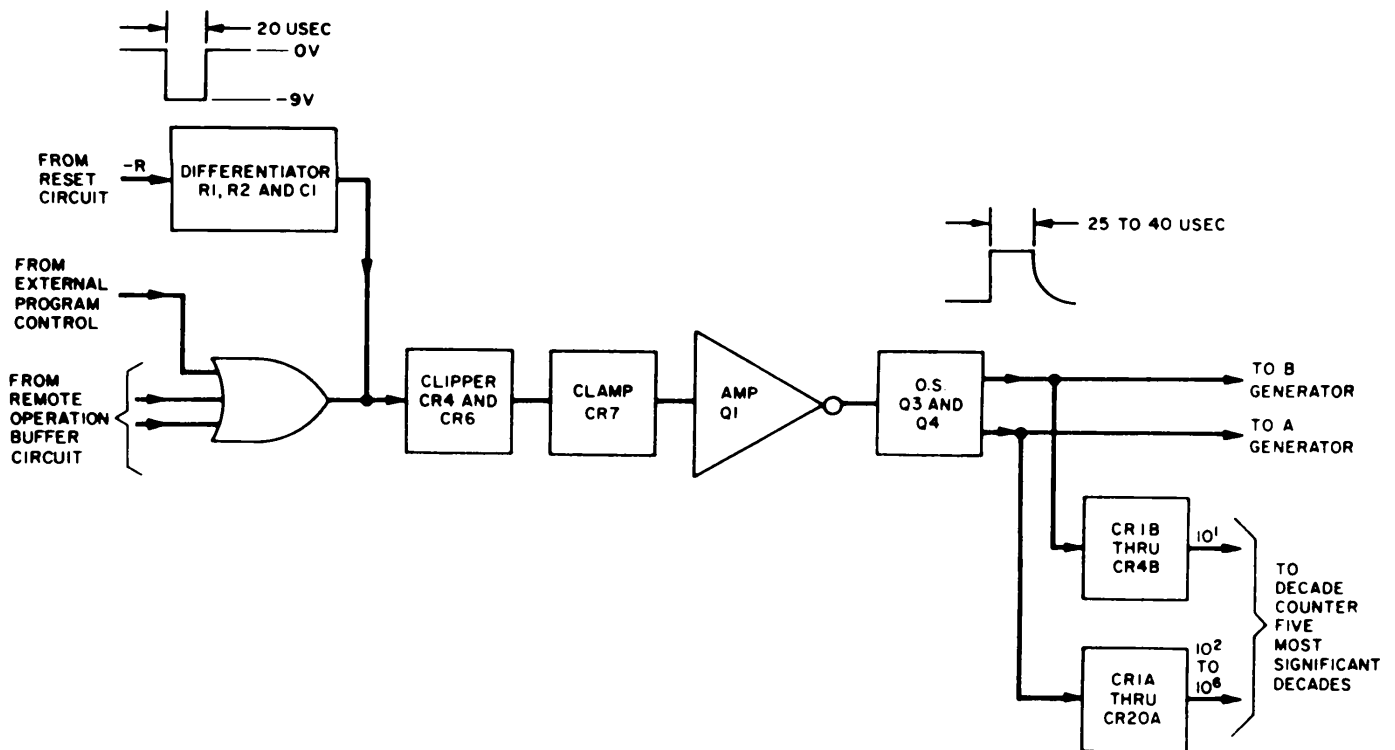 20 USEC
0V
-9V
FROM
RESET
CIRCUIT
-R
DIFFERENTIATOR
R1, R2 AND C1
25 TO 40 USEC
FROM
EXTERNAL
PROGRAM
CONTROL
FROM
REMOTE
OPERATION
BUFFER
CIRCUIT
CLIPPER
CR4 AND
CR6
CLAMP
CR7
AMP
Q1
O.S.
Q3 AND
Q4
TO B
GENERATOR
TO A
GENERATOR
CR1B
THRU
CR4B
10¹
CR1A
THRU
CR20A
10²
TO
10⁶
TO
DECADE
COUNTER
FIVE
MOST
SIGNIFICANT
DECADES